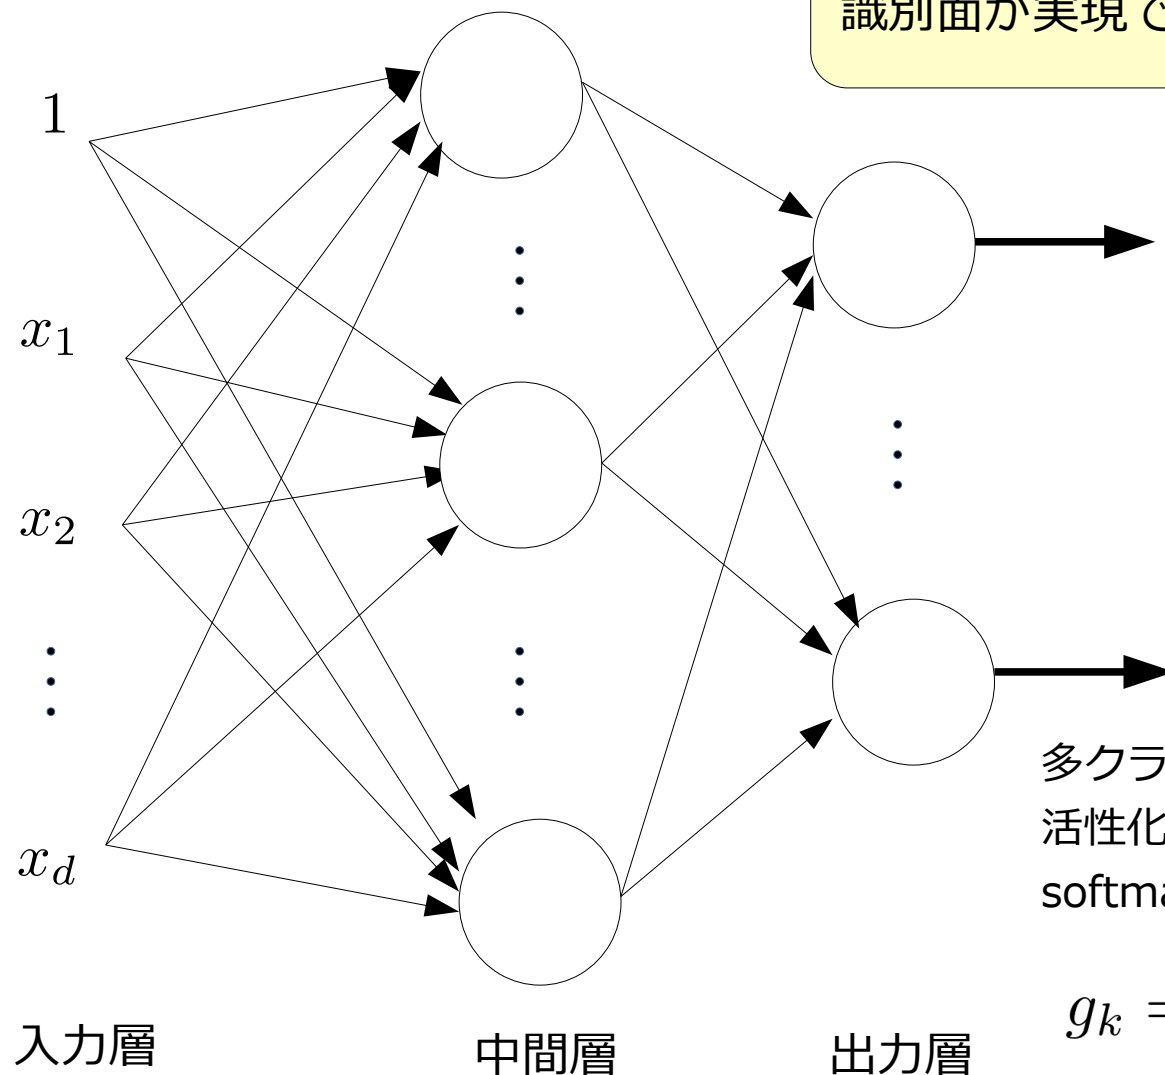 識別面が実現で
1
x_1
x_2
x_d
多クラ
活性化
softma
g_k =
入力層
中間層
出力層